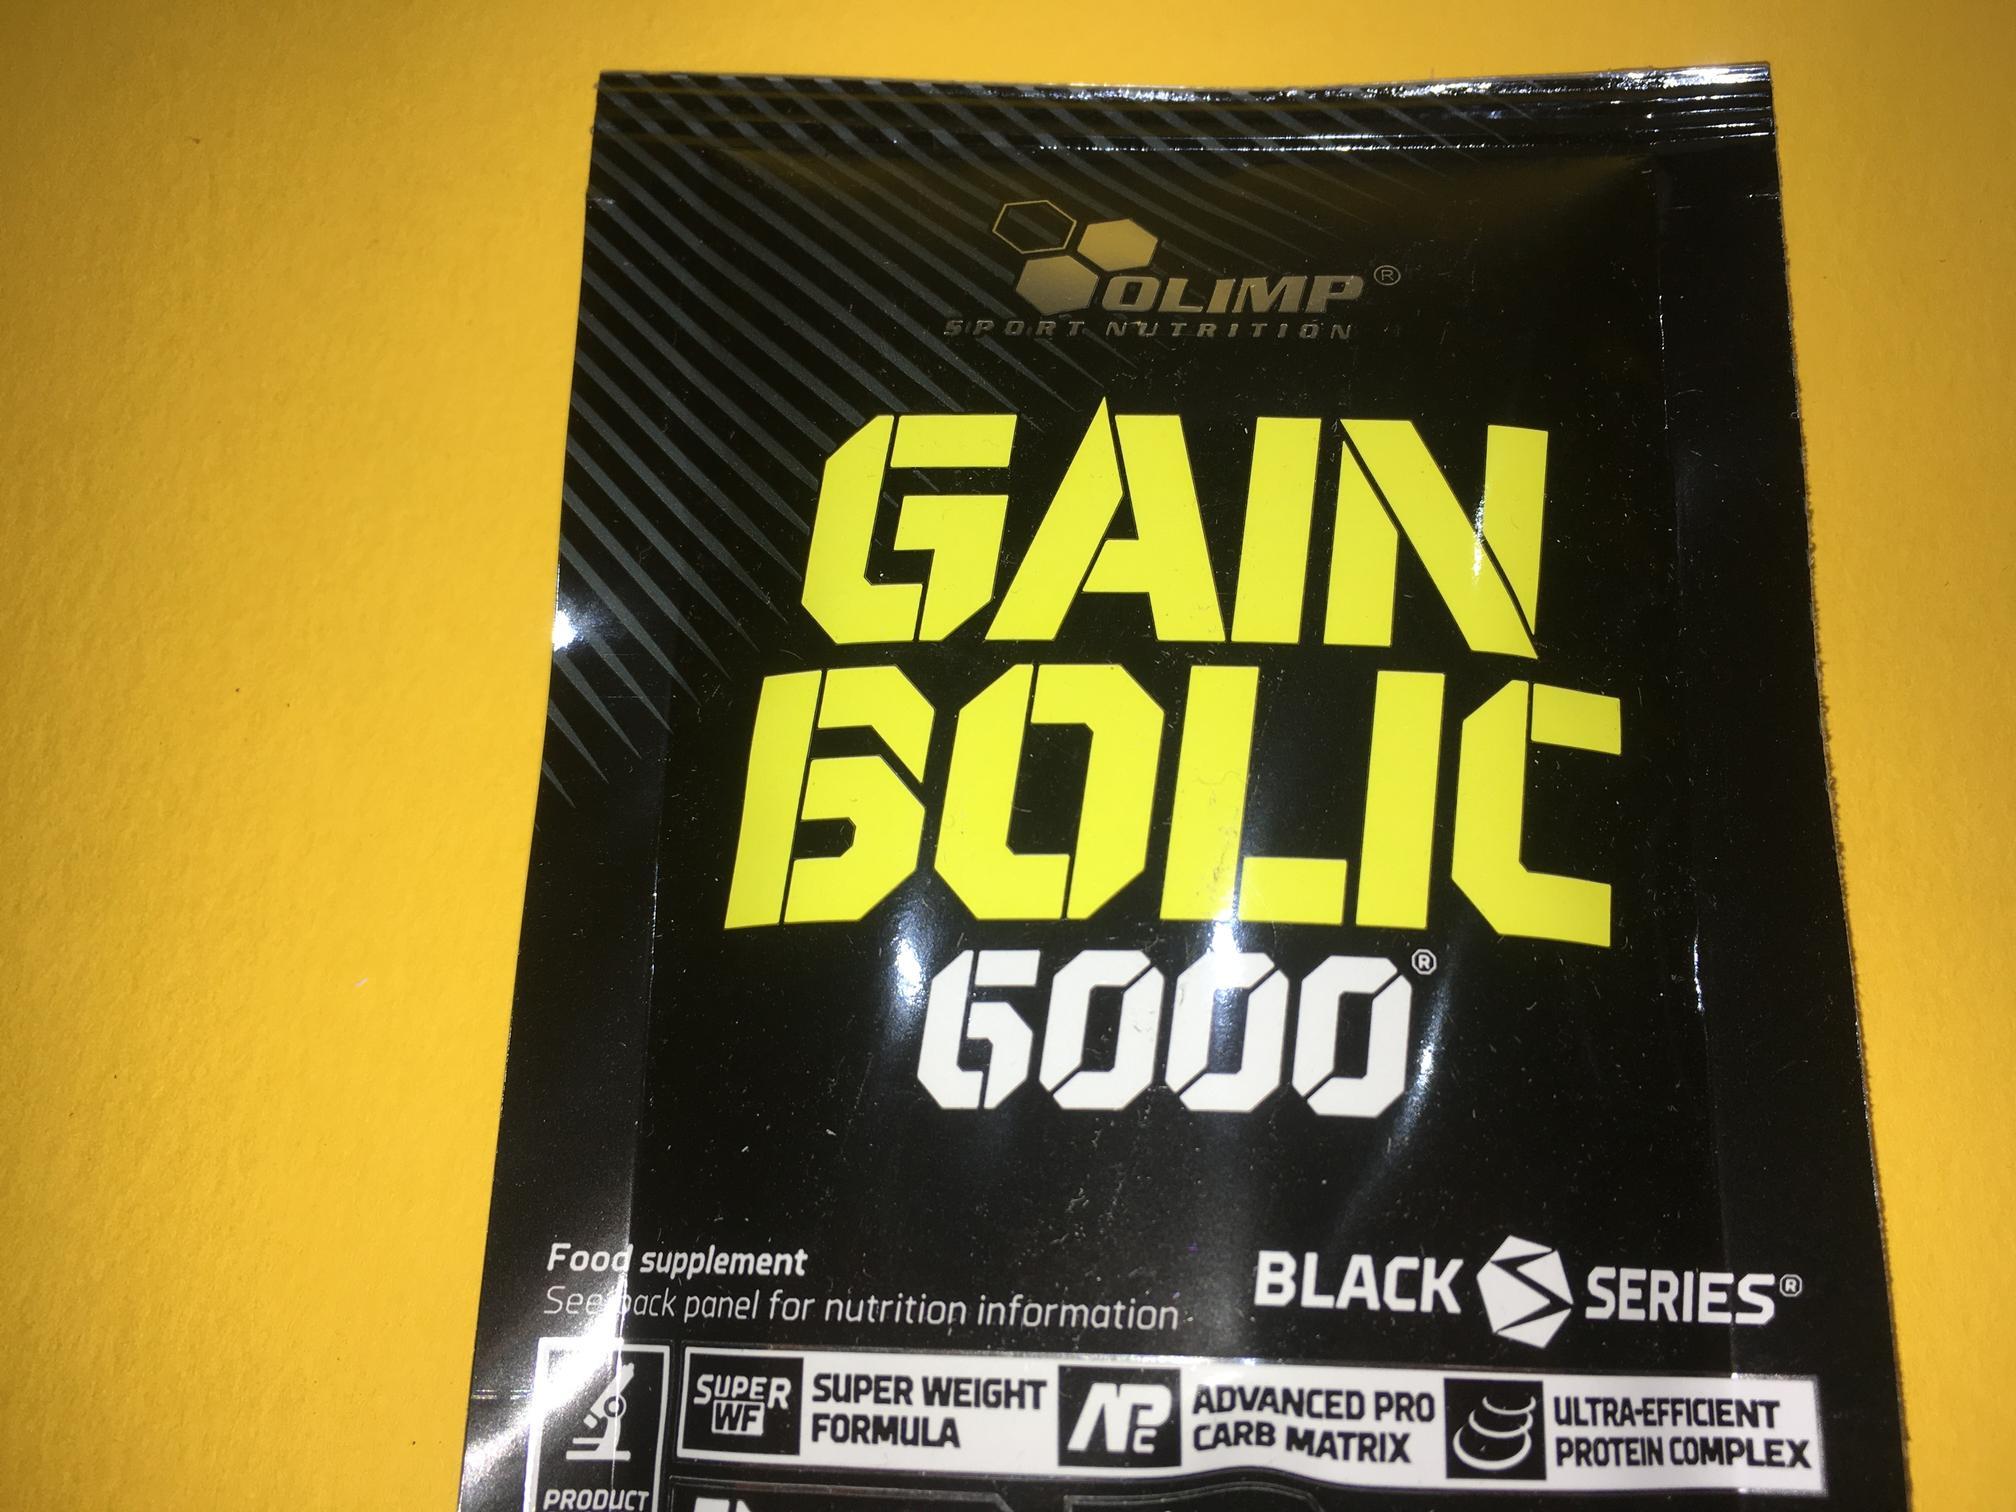 OLIMP®
SPORT NUTRITION
GAIN
BOLIC
6000®
Food supplement
See back panel for nutrition information
BLACK SERIES®
SUPER WF
SUPER WEIGHT FORMULA
ADVANCED PRO CARB MATRIX
ULTRA-EFFICIENT PROTEIN COMPLEX
PRODUCT